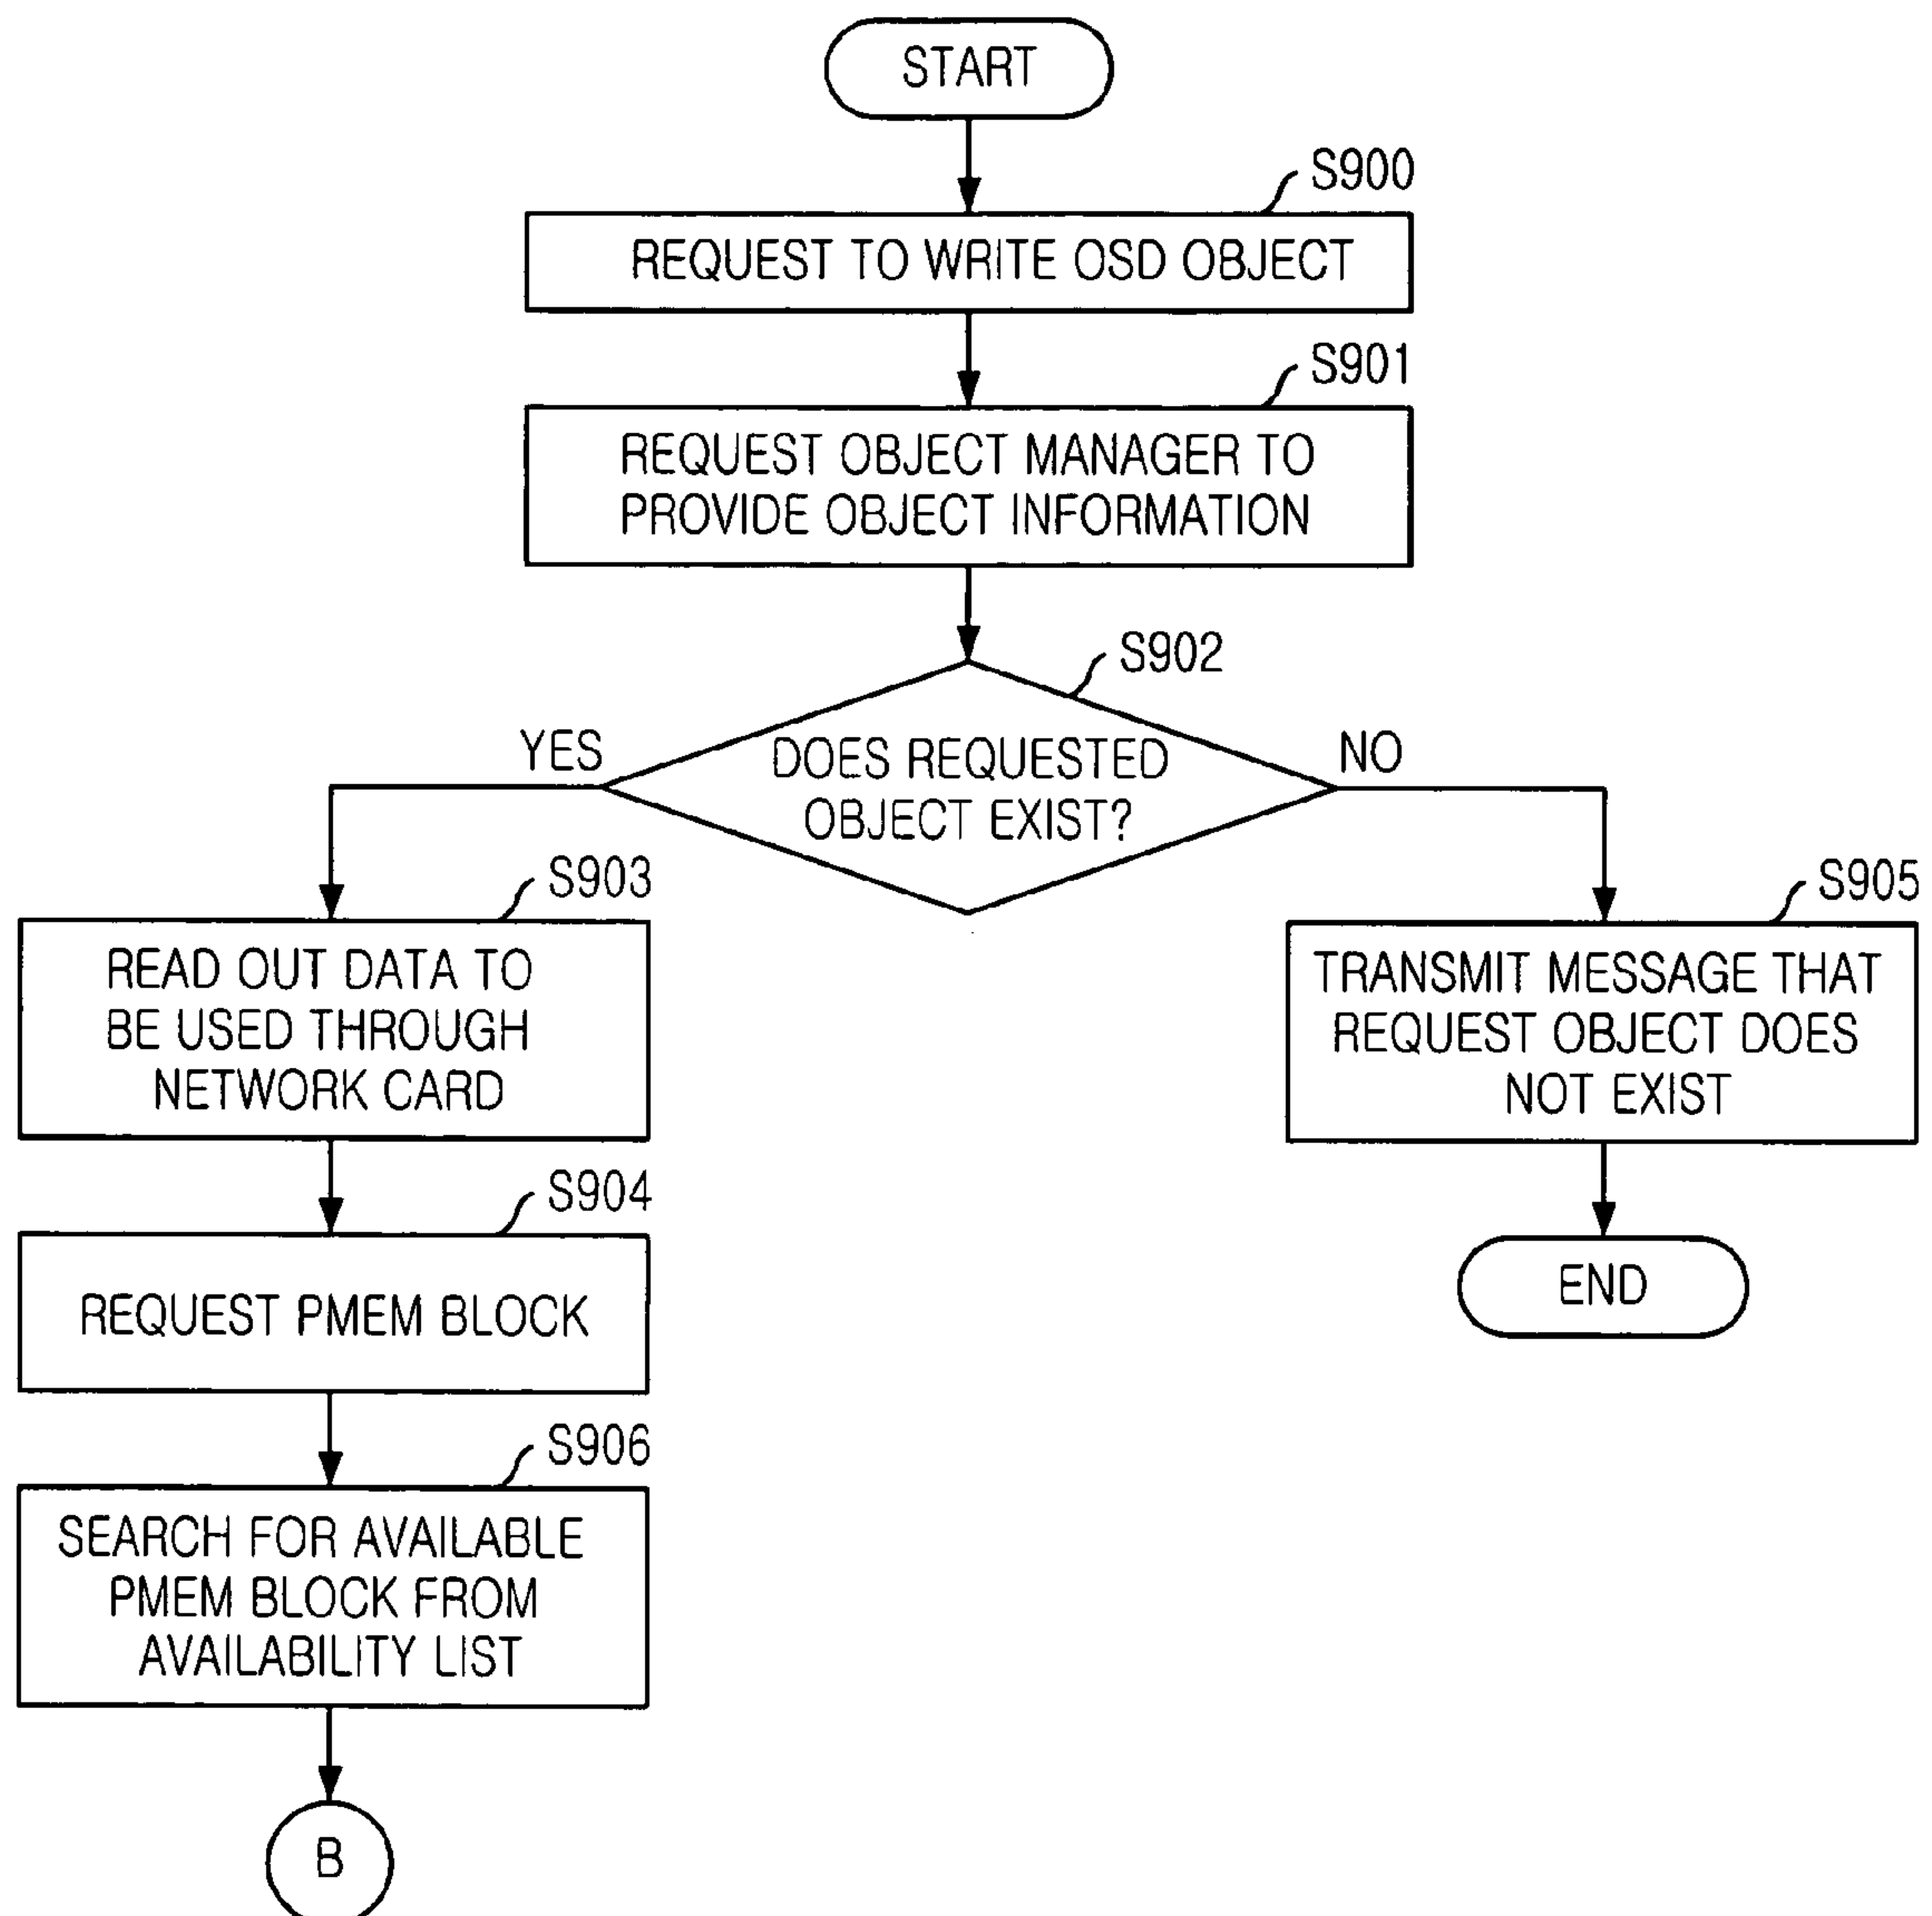 START
S900
REQUEST TO WRITE OSD OBJECT
S901
REQUEST OBJECT MANAGER TO
PROVIDE OBJECT INFORMATION
S902
YES
DOES REQUESTED
OBJECT EXIST?
NO
S903
READ OUT DATA TO
BE USED THROUGH
NETWORK CARD
S905
TRANSMIT MESSAGE THAT
REQUEST OBJECT DOES
NOT EXIST
S904
REQUEST PMEM BLOCK
END
S906
SEARCH FOR AVAILABLE
PMEM BLOCK FROM
AVAILABILITY LIST
B